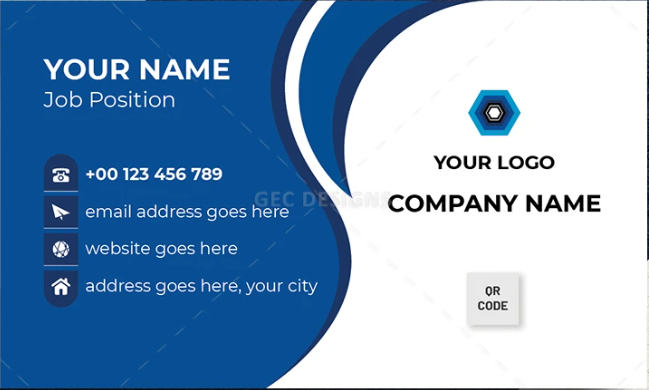 YOUR NAME
Job Position
+00 123 456 789
email address goes here
website goes here
address goes here, your city
GEC DESIGNS
YOUR LOGO
COMPANY NAME
QR
CODE